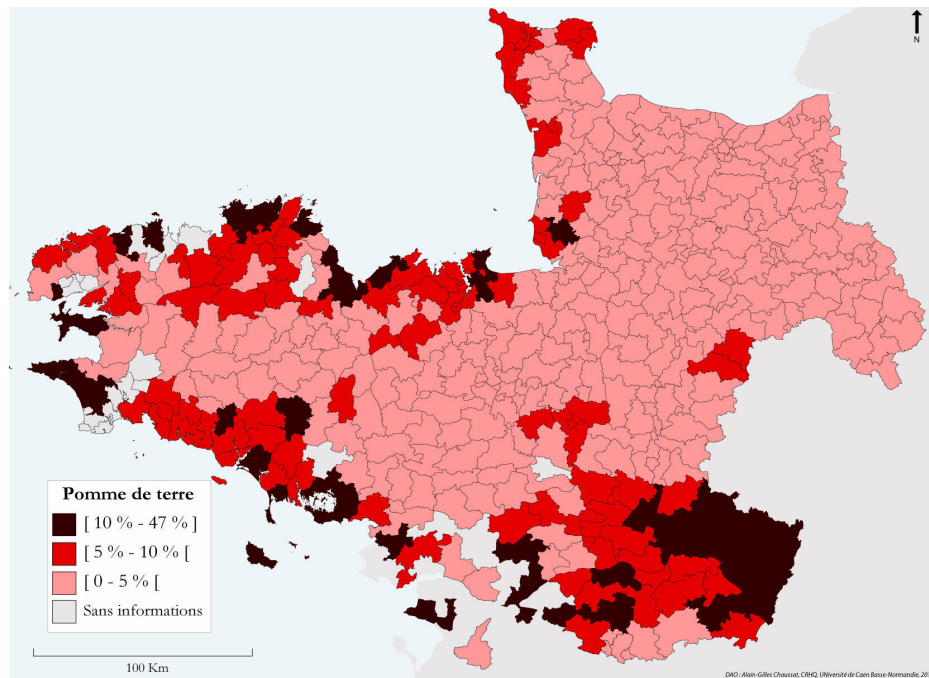 N
Pomme de terre
[ 10 % - 47 % ]
[ 5 % - 10 % [
[ 0 - 5 % [
Sans informations
100 Km
DAO : Alain-Gilles Chaussat, CRHQ, UNiversité de Caen Basse-Normandie, 20